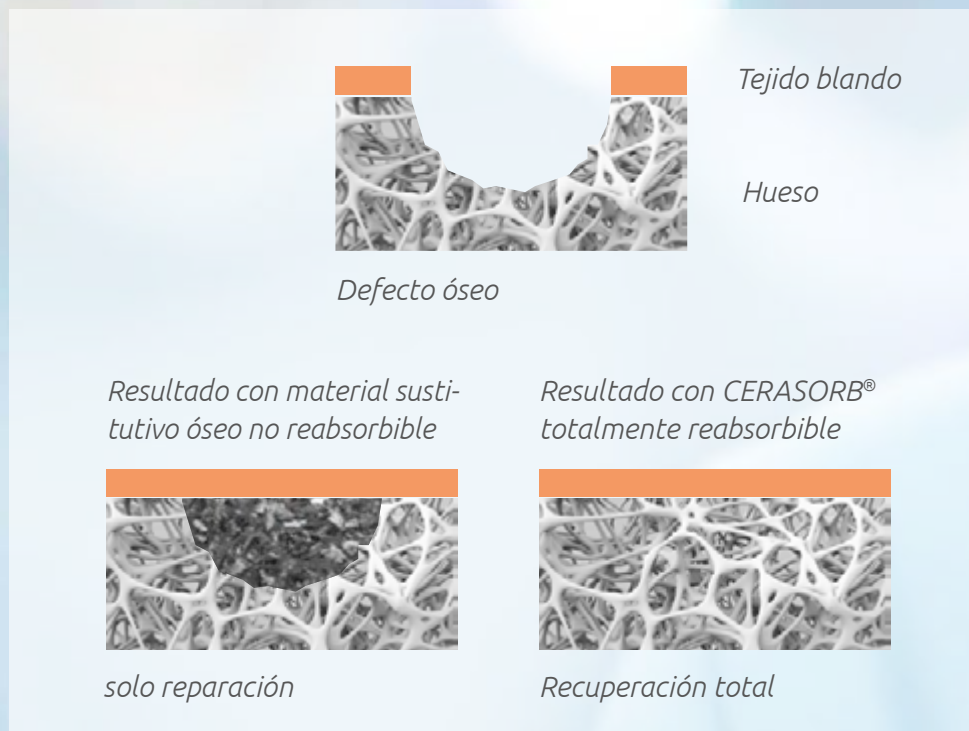 Tejido blando
Hueso
Defecto óseo
Resultado con material susti-
tutivo óseo no reabsorbible
Resultado con CERASORB®
totalmente reabsorbible
solo reparación
Recuperación total